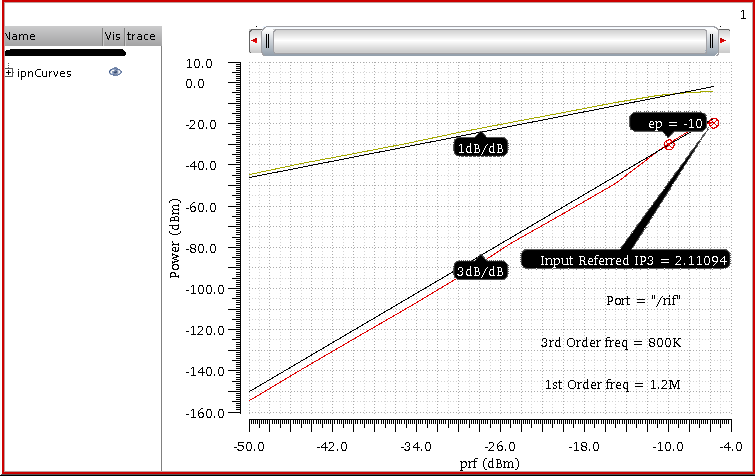 1
Name Vis trace
ipnCurves
10.0
0.0
-20.0
-40.0
-60.0
-80.0
-100.0
-120.0
-140.0
-160.0
Power (dBm)
ep = -10
1dB/dB
3dB/dB
Input Referred IP3 = 2.11094
Port = "/rif"
3rd Order freq = 800K
1st Order freq = 1.2M
-50.0 -42.0 -34.0 -26.0 -18.0 -10.0 -4.0
prf (dBm)